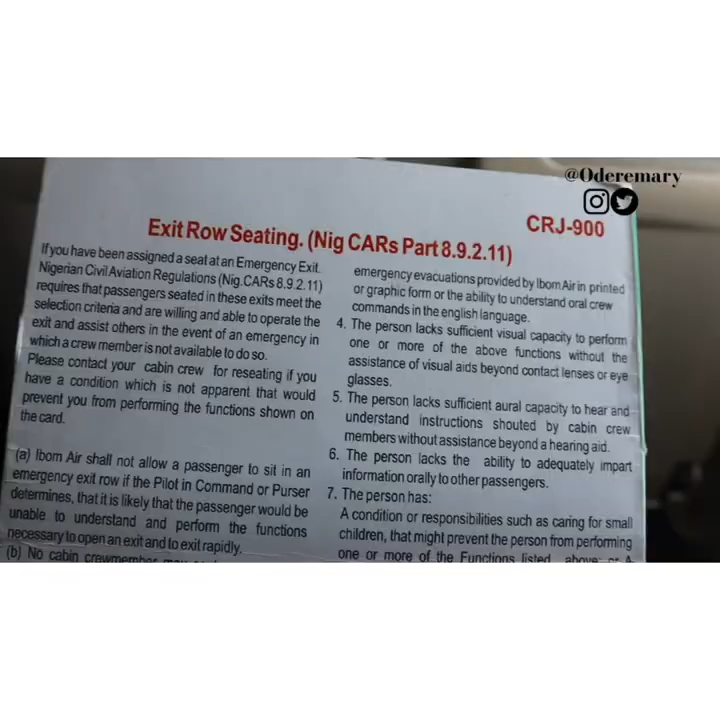 @Oderemary
CRJ-900
Exit Row Seating. (Nig CARs Part 8.9.2.11)
If you have been assigned a seat at an Emergency Exit.
Nigerian Civil Aviation Regulations (Nig.CARs 8.9.2.11)
requires that passengers seated in these exits meet the
selection criteria and are willing and able to operate the
exit and assist others in the event of an emergency in
which a crew member is not available to do so.
Please contact your cabin crew for reseating if you
have a condition which is not apparent that would
prevent you from performing the functions shown on
the card.
(a) Ibom Air shall not allow a passenger to sit in an
emergency exit row if the Pilot in Command or Purser
determines, that it is likely that the passenger would be
unable to understand and perform the functions
necessary to open an exit and to exit rapidly.
(b) No cabin crewmember may
emergency evacuations provided by Ibom Air in printed
or graphic form or the ability to understand oral crew
commands in the english language.
4. The person lacks sufficient visual capacity to perform
one or more of the above functions without the
assistance of visual aids beyond contact lenses or eye
glasses.
5. The person lacks sufficient aural capacity to hear and
understand instructions shouted by cabin crew
members without assistance beyond a hearing aid.
6. The person lacks the ability to adequately impart
information orally to other passengers.
7. The person has:
A condition or responsibilities such as caring for small
children, that might prevent the person from performing
one or more of the Functions listed above; or A